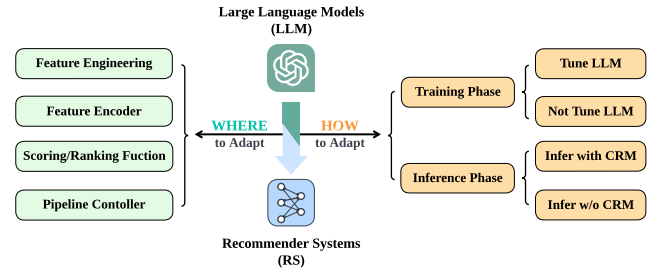 Large Language Models
(LLM)
Feature Engineering
Feature Encoder
Scoring/Ranking Fuction
Pipeline Contoller
WHERE
to Adapt
HOW
to Adapt
Training Phase
Inference Phase
Tune LLM
Not Tune LLM
Infer with CRM
Infer w/o CRM
Recommender Systems
(RS)